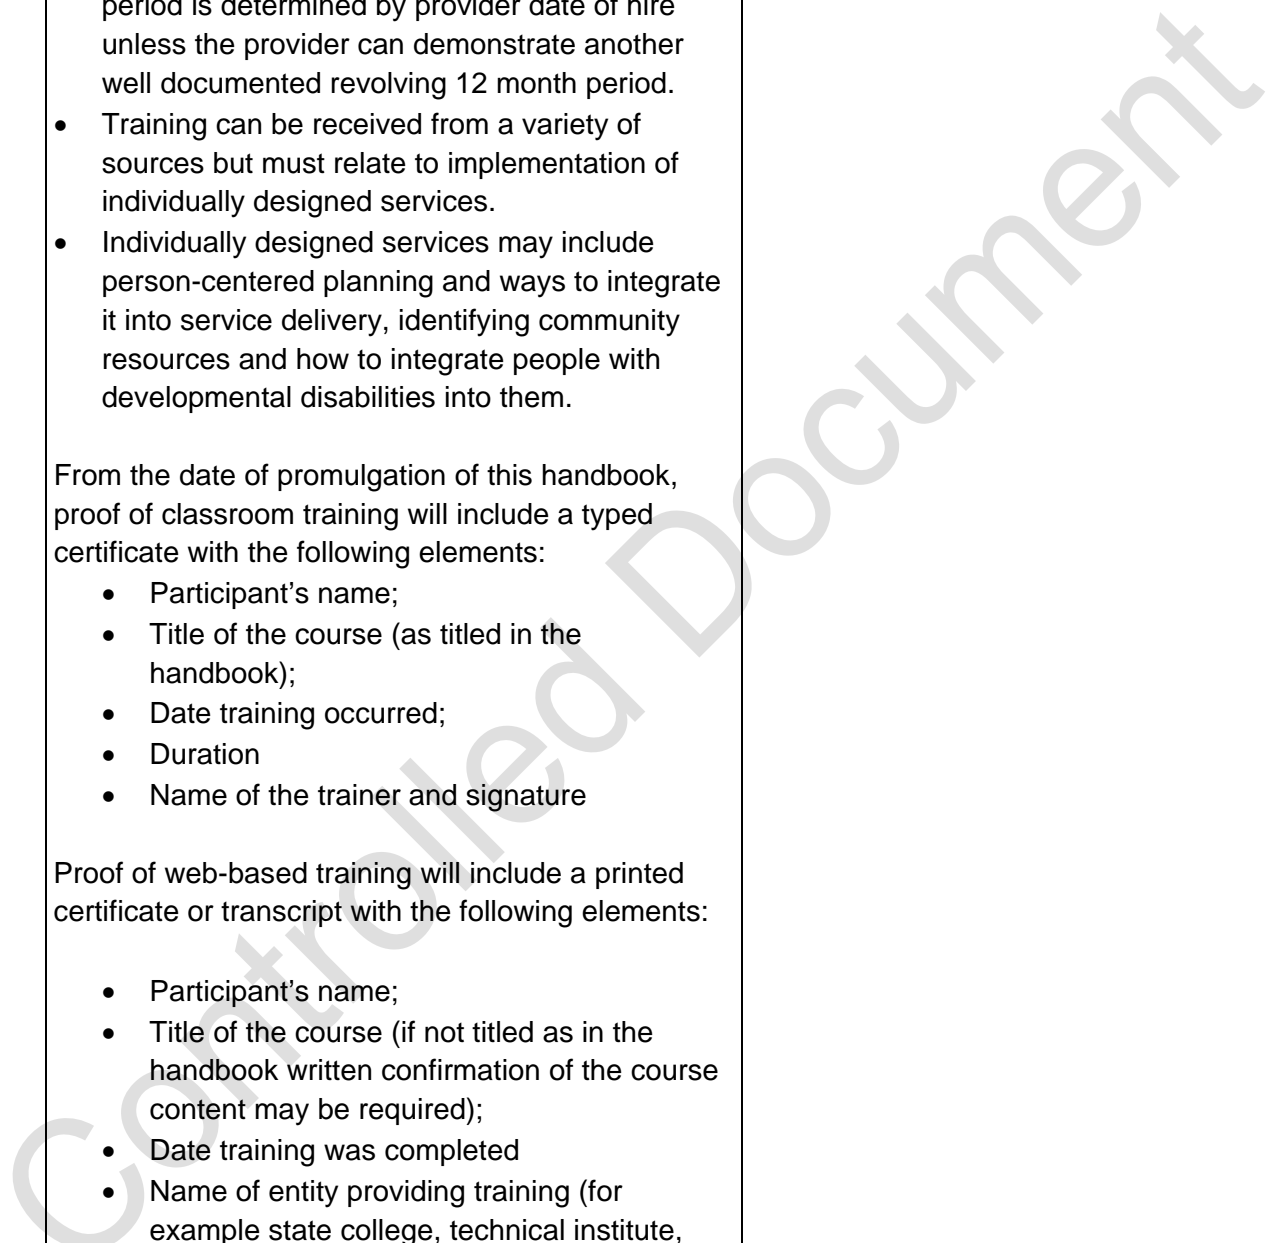 period is determined by provider date of hire
unless the provider can demonstrate another
well documented revolving 12 month period.
• Training can be received from a variety of
sources but must relate to implementation of
individually designed services.
• Individually designed services may include
person-centered planning and ways to integrate
it into service delivery, identifying community
resources and how to integrate people with
developmental disabilities into them.
From the date of promulgation of this handbook,
proof of classroom training will include a typed
certificate with the following elements:
• Participant’s name;
• Title of the course (as titled in the
handbook);
• Date training occurred;
• Duration
• Name of the trainer and signature
Proof of web-based training will include a printed
certificate or transcript with the following elements:
• Participant’s name;
• Title of the course (if not titled as in the
handbook written confirmation of the course
content may be required);
• Date training was completed
• Name of entity providing training (for
example state college, technical institute,
Controlled Document